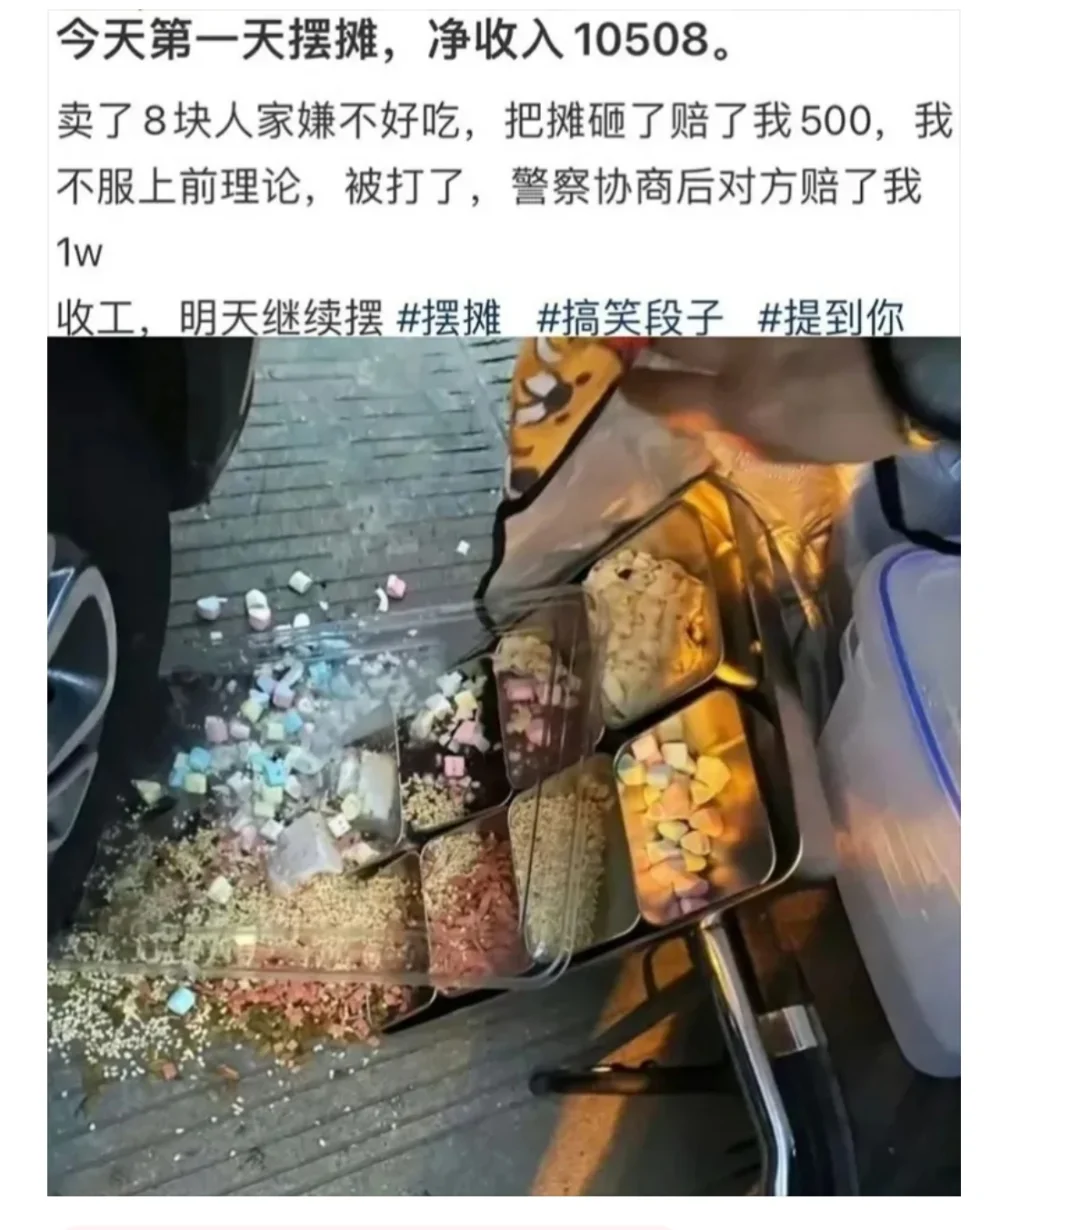 今天第一天摆摊，净收入10508。
卖了8块人家嫌不好吃，把摊砸了赔了我500，我
不服上前理论，被打了，警察协商后对方赔了我
1w
收工，明天继续摆 #摆摊 #搞笑段子 #提到你